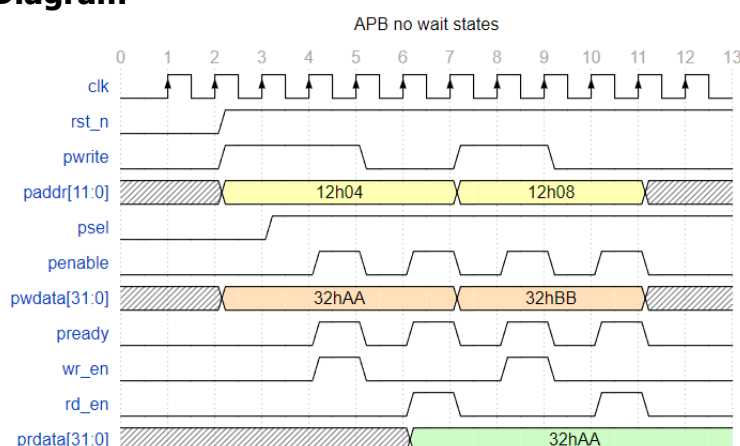 Diagram
APB no wait states
0 1 2 3 4 5 6 7 8 9 10 11 12 13
clk
rst_n
pwrite
paddr[11:0] 12h04 12h08
psel
penable
pwdata[31:0] 32hAA 32hBB
pready
wr_en
rd_en
prdata[31:0] 32hAA